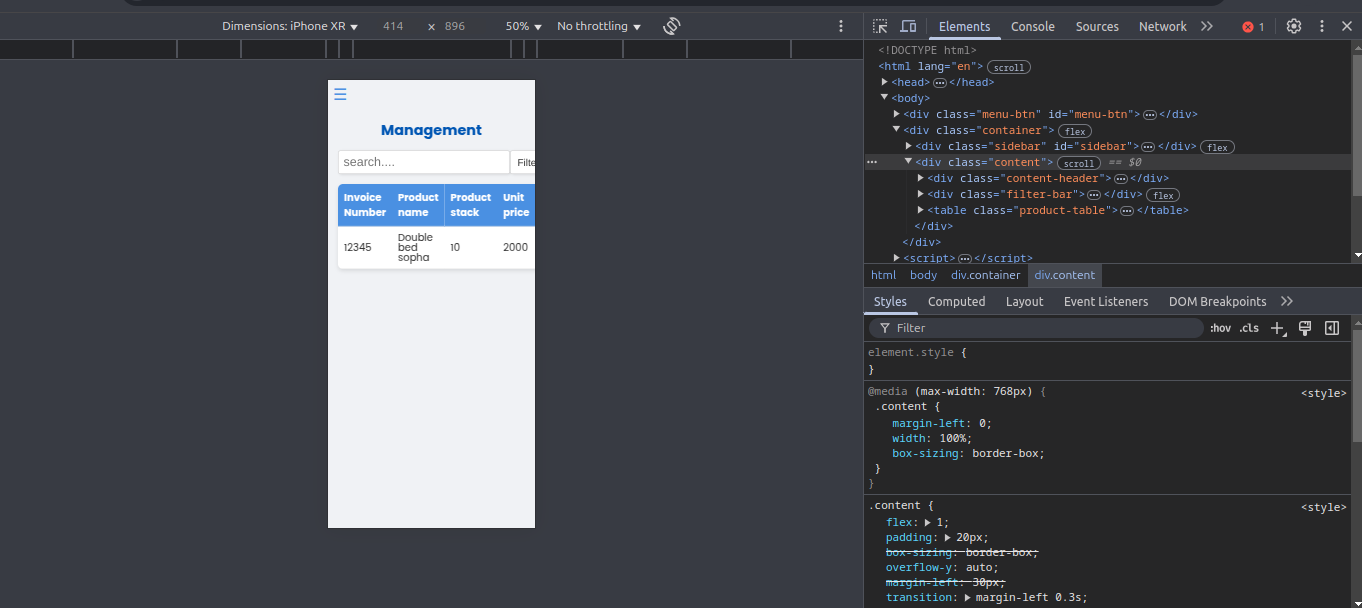 Dimensions: iPhone XR ▼ 414 × 896 50% ▼ No throttling ▼
☰
Management
search.... Filte
Invoice Number Product name Product stack Unit price
12345 Double bed sopha 10 2000
Elements Console Sources Network >> 1
<!DOCTYPE html>
<html lang="en"> scroll
▶ <head> ⋯ </head>
▼ <body>
▶ <div class="menu-btn" id="menu-btn"> ⋯ </div>
▼ <div class="container"> flex
▶ <div class="sidebar" id="sidebar"> ⋯ </div> flex
⋯ ▼ <div class="content"> scroll == $0
▶ <div class="content-header"> ⋯ </div>
▶ <div class="filter-bar"> ⋯ </div> flex
▶ <table class="product-table"> ⋯ </table>
</div>
</div>
▶ <script> ⋯ </script>
html body div.container div.content
Styles Computed Layout Event Listeners DOM Breakpoints >>
Filter :hov .cls +
element.style {
}
@media (max-width: 768px) { <style>
.content {
margin-left: 0;
width: 100%;
box-sizing: border-box;
}
}
.content { <style>
flex: ▶ 1;
padding: ▶ 20px;
box-sizing: border-box;
overflow-y: auto;
margin-left: 30px;
transition: ▶ margin-left 0.3s;